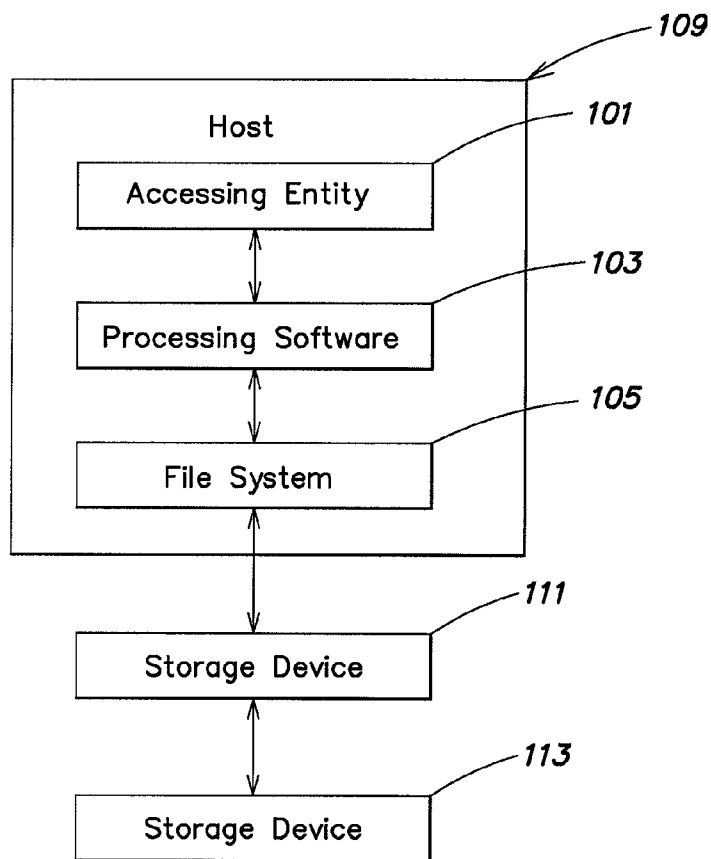 109
Host
101
Accessing Entity
103
Processing Software
105
File System
111
Storage Device
113
Storage Device